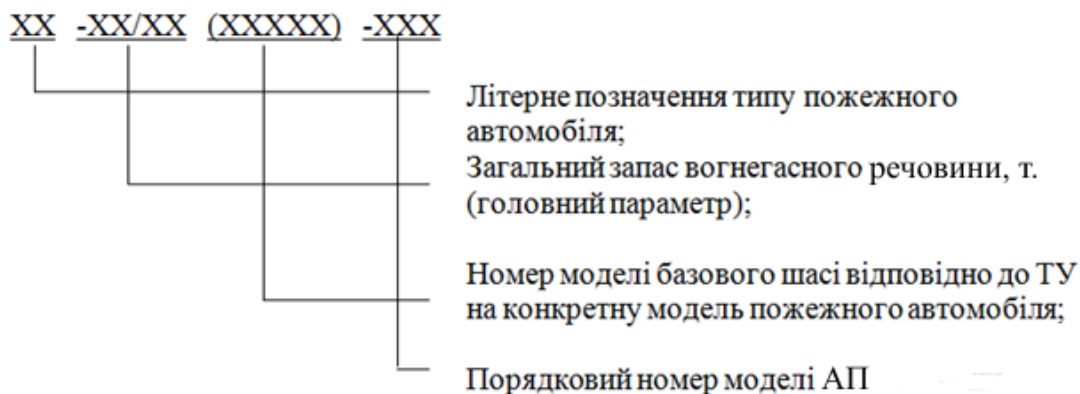 XX -XX/XX (XXXXX) -XXX
Літерне позначення типу пожежного
автомобіля;
Загальний запас вогнегасного речовини, т.
(головний параметр);
Номер моделі базового шасі відповідно до ТУ
на конкретну модель пожежного автомобіля;
Порядковий номер моделі АП